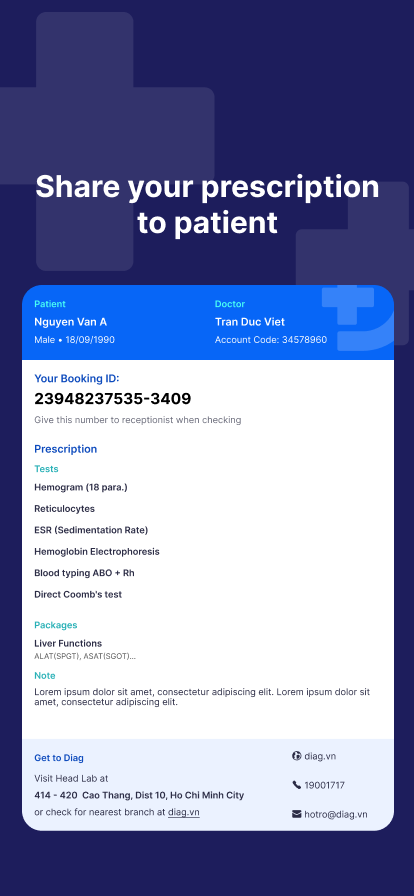 Share your prescription
to patient
Patient
Nguyen Van A
Male • 18/09/1990
Doctor
Tran Duc Viet
Account Code: 34578960
Your Booking ID:
23948237535-3409
Give this number to receptionist when checking
Prescription
Tests
Hemogram (18 para.)
Reticulocytes
ESR (Sedimentation Rate)
Hemoglobin Electrophoresis
Blood typing ABO + Rh
Direct Coomb's test
Packages
Liver Functions
ALAT(SPGT), ASAT(SGOT)...
Note
Lorem ipsum dolor sit amet, consectetur adipiscing elit. Lorem ipsum dolor sit
amet, consectetur adipiscing elit.
Get to Diag
Visit Head Lab at
414 - 420 Cao Thang, Dist 10, Ho Chi Minh City
or check for nearest branch at diag.vn
diag.vn
19001717
hotro@diag.vn